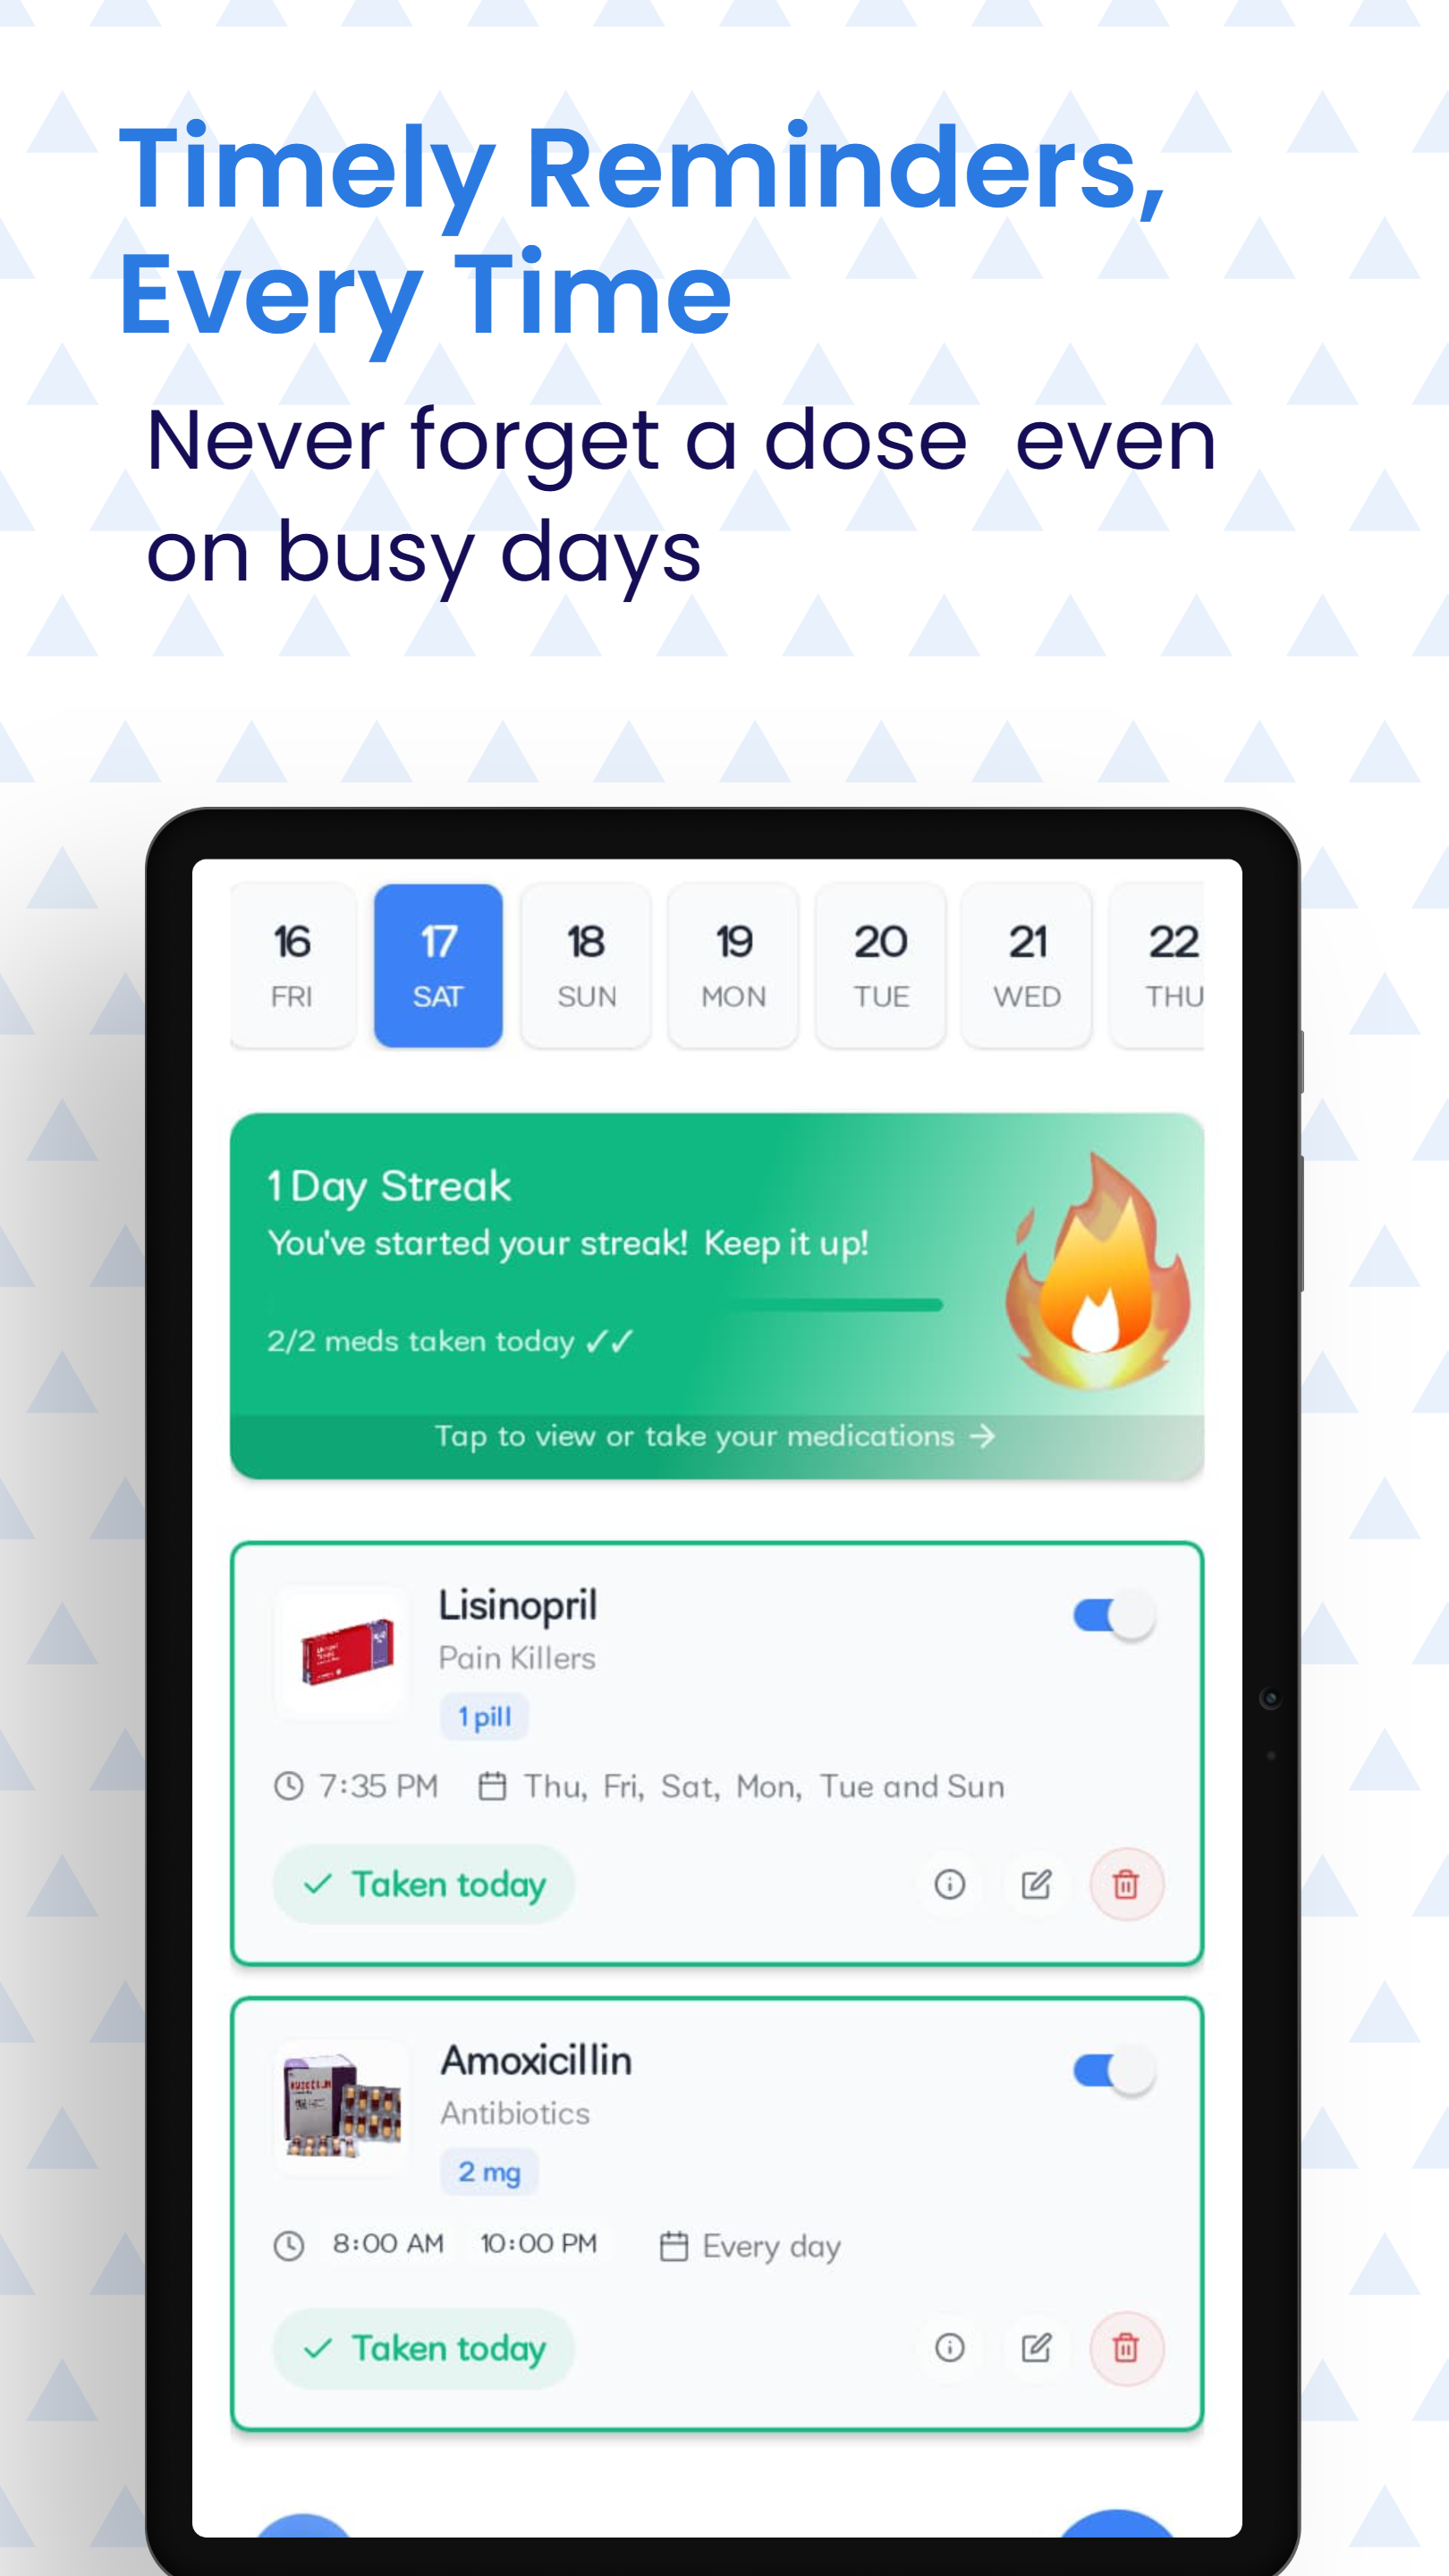 Timely Reminders,
Every Time
Never forget a dose  even
on busy days
16 17 18 19 20 21 22
FRI SAT SUN MON TUE WED THU
1 Day Streak
You've started your streak! Keep it up!
2/2 meds taken today ✓✓
Tap to view or take your medications →
Lisinopril
Pain Killers
1 pill
7:35 PM Thu, Fri, Sat, Mon, Tue and Sun
Taken today
Amoxicillin
Antibiotics
2 mg
8:00 AM 10:00 PM Every day
Taken today